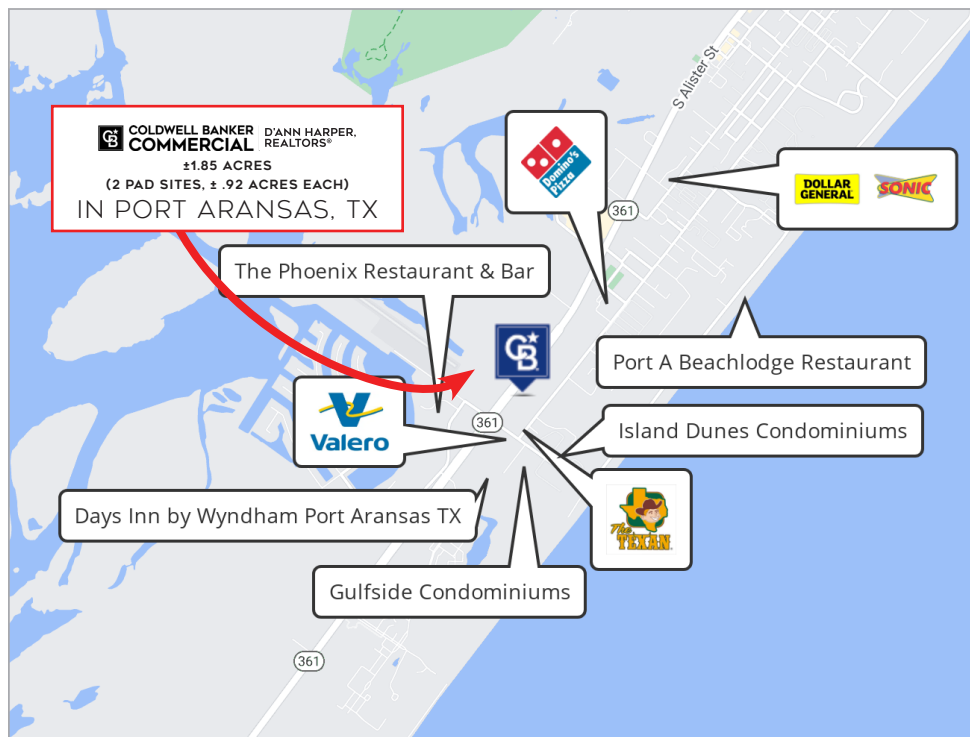 S Alister St
CB
COLDWELL BANKER
COMMERCIAL
D'ANN HARPER,
REALTORS®
±1.85 ACRES
(2 PAD SITES, ± .92 ACRES EACH)
IN PORT ARANSAS, TX
Domino's
Pizza
DOLLAR
GENERAL
SONIC
361
The Phoenix Restaurant & Bar
CB
Port A Beachlodge Restaurant
361
Valero
Island Dunes Condominiums
Days Inn by Wyndham Port Aransas TX
The
TEXAN
Gulfside Condominiums
361